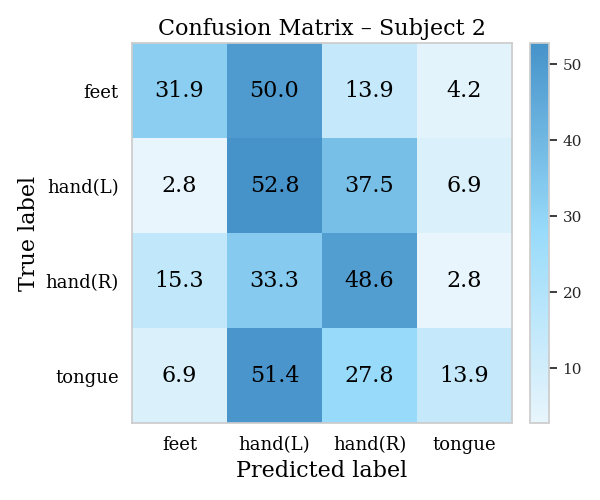 Confusion Matrix – Subject 2
True label
feet 31.9 50.0 13.9 4.2
hand(L) 2.8 52.8 37.5 6.9
hand(R) 15.3 33.3 48.6 2.8
tongue 6.9 51.4 27.8 13.9
feet hand(L) hand(R) tongue
Predicted label
50
40
30
20
10